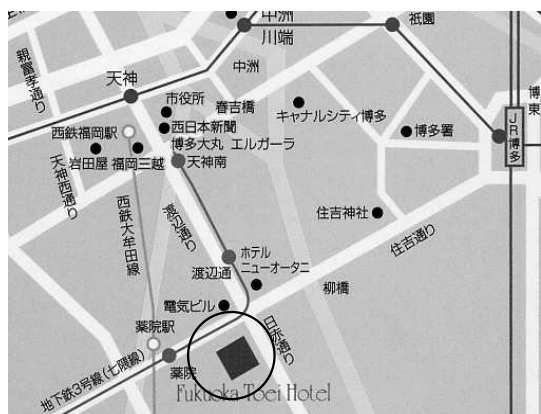 中洲
川端
祇園
親富孝通り
天神
中洲
市役所
春吉橋
キャナルシティ博多
博多署
JR博多
博
東
西鉄福岡駅
西日本新聞
博多大丸 エルガーラ
岩田屋
福岡三越
天神南
天神西通り
西鉄大牟田線
渡辺通り
住吉神社
住吉通り
ホテル
ニューオータニ
渡辺通
柳橋
電気ビル
薬院駅
日赤通り
薬院
地下鉄3号線(七隈線)
Fukuoka Toei Hotel